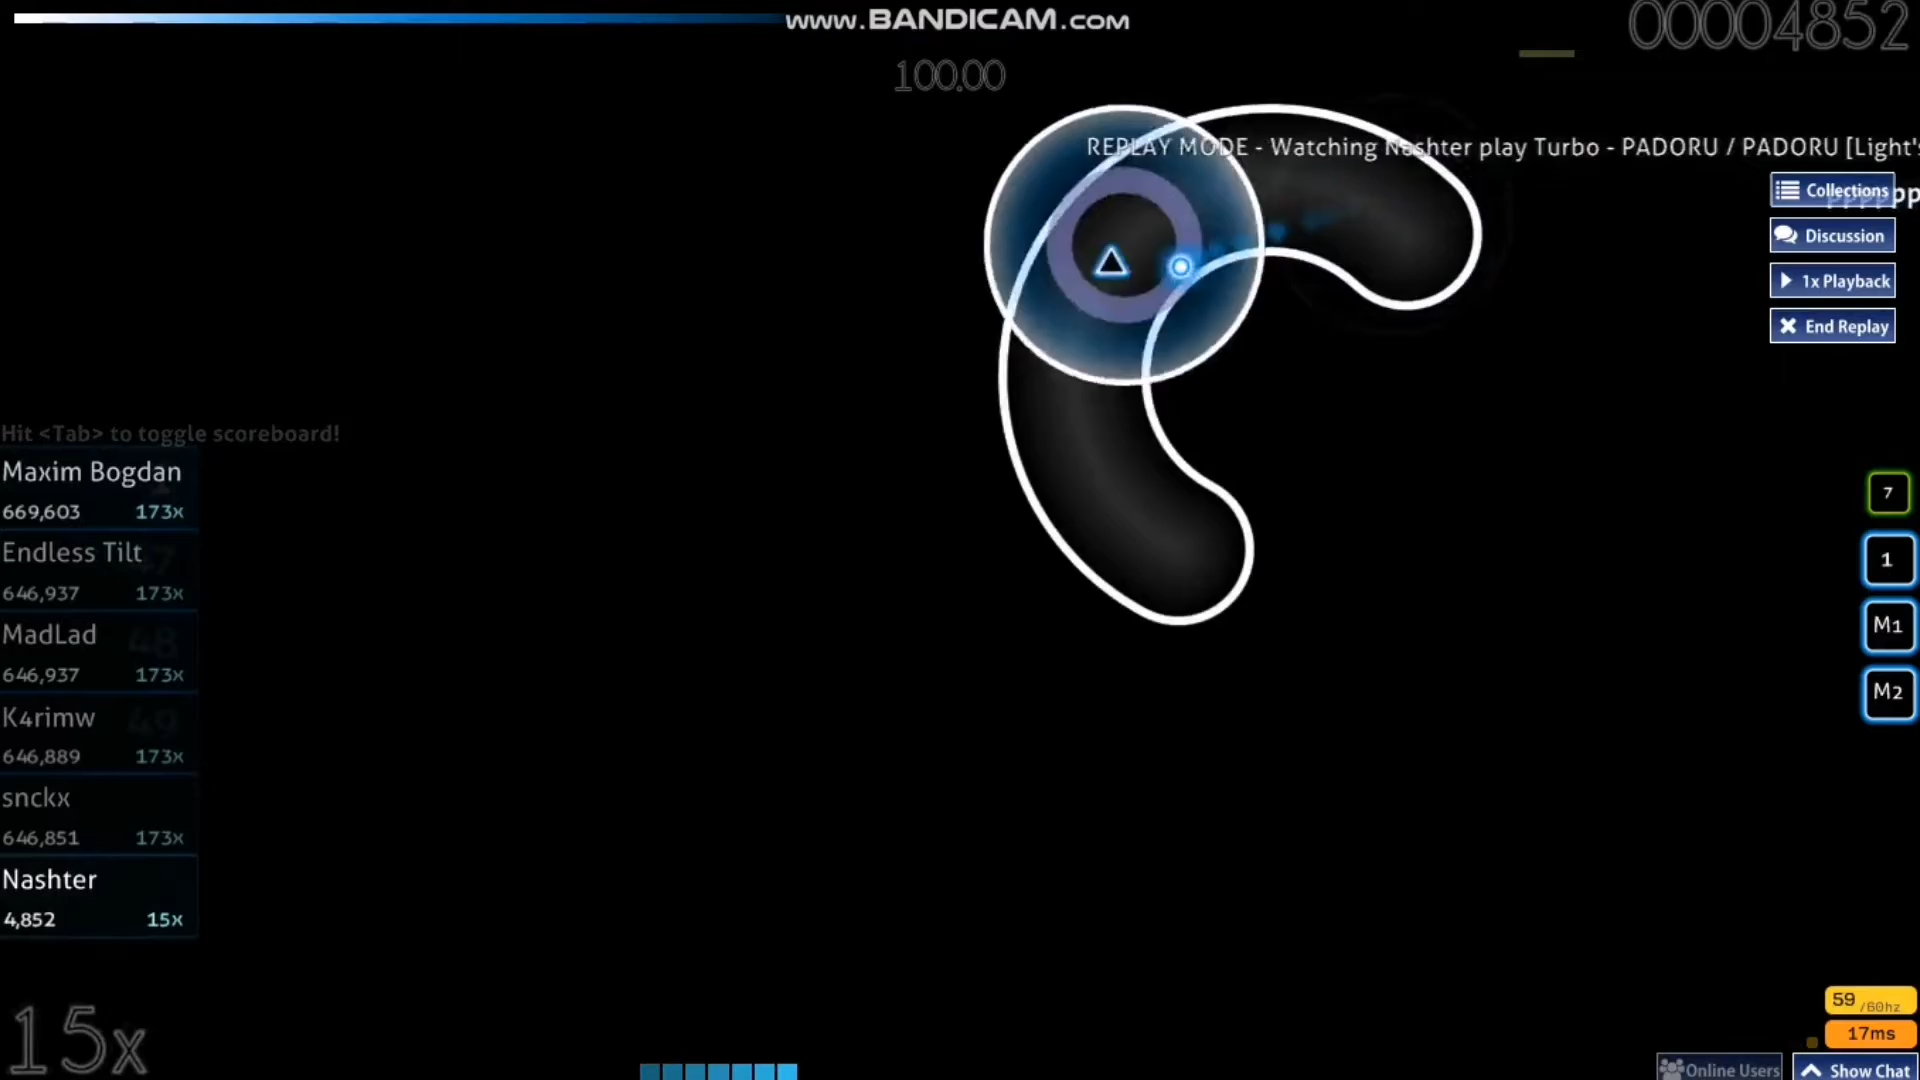 www.BANDICAM.com
00004852
100.00
REPLAY MODE - Watching Nashter play Turbo - PADORU / PADORU [Light's
Collections
Discussion
1x Playback
End Replay
Hit <Tab> to toggle scoreboard!
Maxim Bogdan
669,603 173x
Endless Tilt
646,937 173x
MadLad
48
646,937 173x
K4rimw
49
646,889 173x
snckx
646,851 173x
Nashter
4,852 15x
7
1
M1
M2
15x
59 /60hz
17ms
Online Users
Show Chat